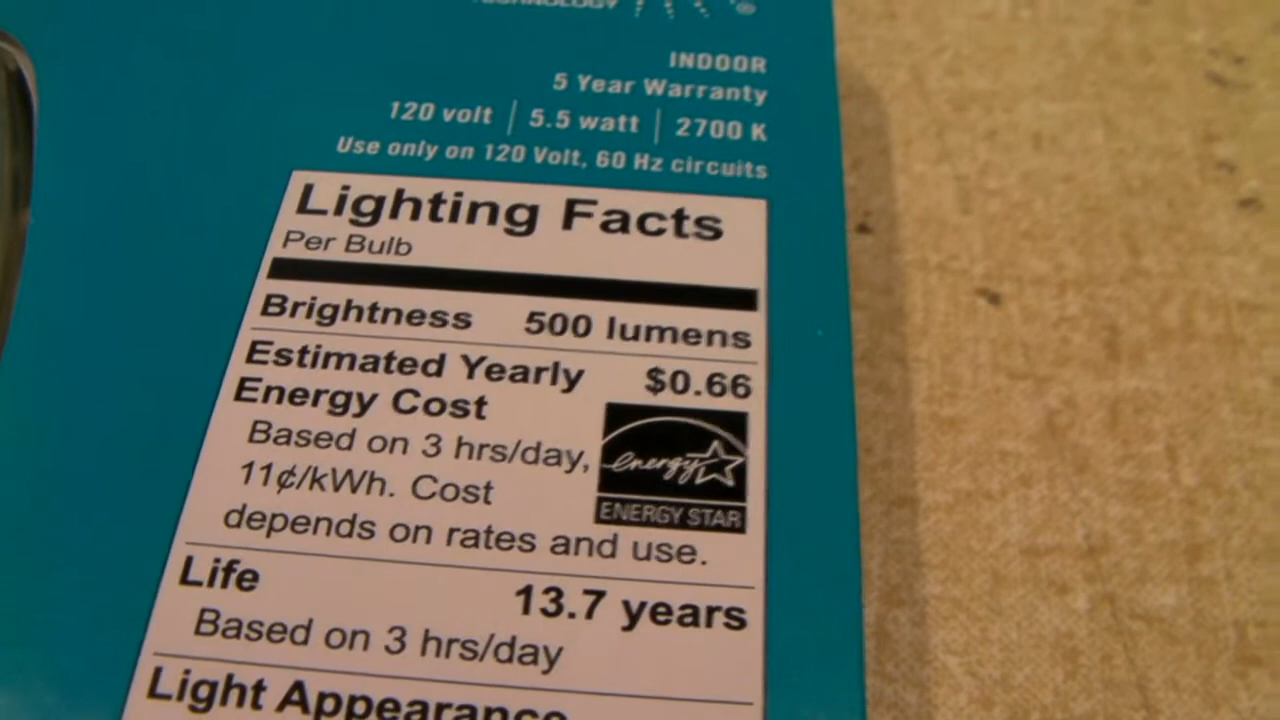 TECHNOLOGY
INDOOR
5 Year Warranty
120 volt | 5.5 watt | 2700 K
Use only on 120 Volt, 60 Hz circuits
Lighting Facts
Per Bulb
Brightness 500 lumens
Estimated Yearly $0.66
Energy Cost
Based on 3 hrs/day,
11¢/kWh. Cost
depends on rates and use.
energy
ENERGY STAR
Life 13.7 years
Based on 3 hrs/day
Light Appearance